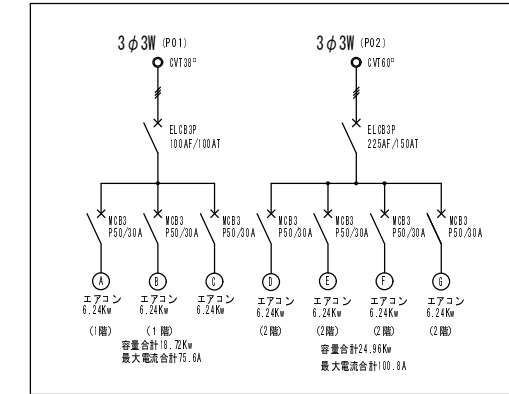 3φ3W (P01)
CVT38□
ELCB3P
100AF/100AT
MCB3
P50/30A
MCB3
P50/30A
MCB3
P50/30A
A
B
C
エアコン
6.24Kw
エアコン
6.24Kw
エアコン
6.24Kw
(1階)
(1階)
容量合計18.72Kw
最大電流合計75.6A
3φ3W (P02)
CVT60□
ELCB3P
225AF/150AT
MCB3
P50/30A
MCB3
P50/30A
MCB3
P50/30A
MCB3
P50/30A
D
E
F
G
エアコン
6.24Kw
エアコン
6.24Kw
エアコン
6.24Kw
エアコン
6.24Kw
(2階)
(2階)
(2階)
(2階)
容量合計24.96Kw
最大電流合計100.8A